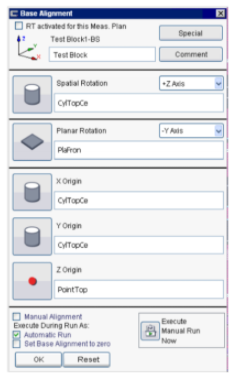 Base Alignment
RT activated for this Meas. Plan
Special
Test Block1-BS
Test Block
Comment
Spatial Rotation
+Z Axis
CylTopCe
Planar Rotation
-Y Axis
PlaFron
X Origin
CylTopCe
Y Origin
CylTopCe
Z Origin
PointTop
Manual Alignment
Execute During Run As:
Automatic Run
Set Base Alignment to zero
Execute
Manual Run
Now
OK
Reset